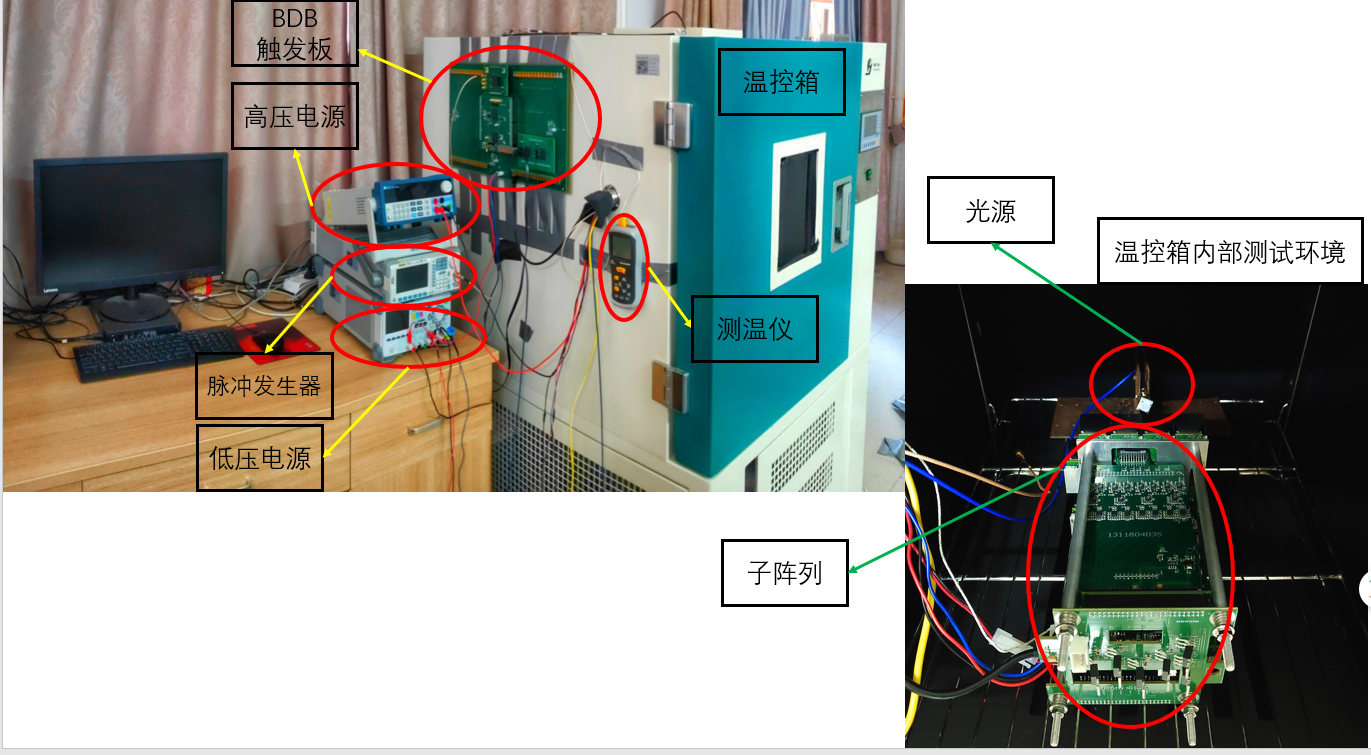 BDB
触发板
高压电源
温控箱
测温仪
脉冲发生器
低压电源
光源
温控箱内部测试环境
子阵列
1311804035